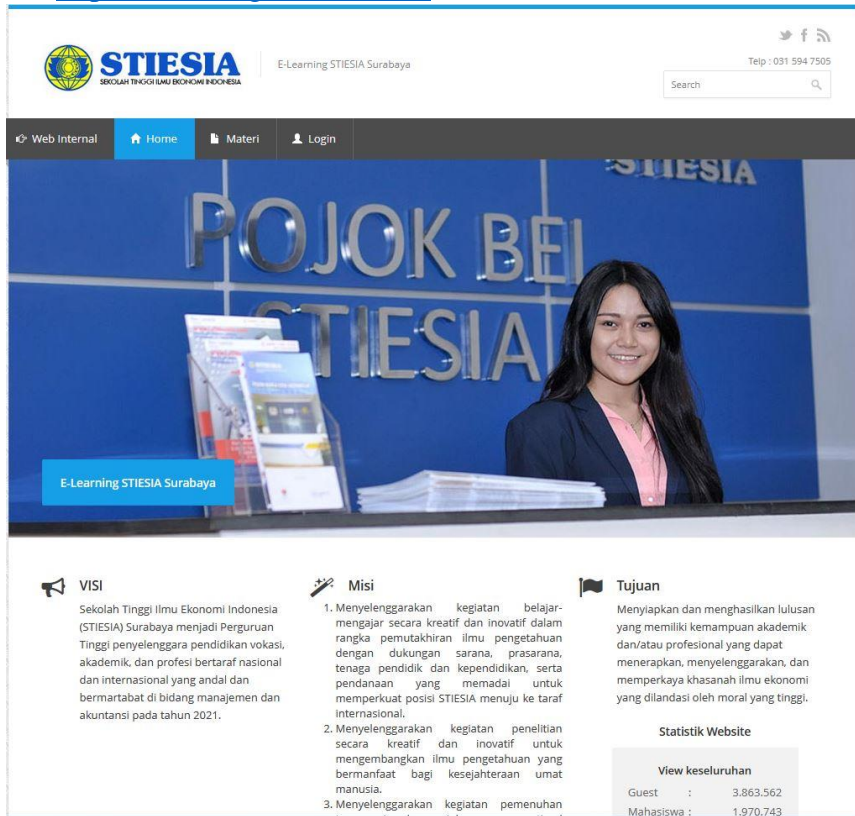 STIESIA
SEKOLAH TINGGI ILMU EKONOMI INDONESIA
E-Learning STIESIA Surabaya
Telp : 031 594 7505
Search
Web Internal
Home
Materi
Login
STIESIA
POJOK BEI
STIESIA
E-Learning STIESIA Surabaya
VISI
Sekolah Tinggi Ilmu Ekonomi Indonesia
(STIESIA) Surabaya menjadi Perguruan
Tinggi penyelenggara pendidikan vokasi,
akademik, dan profesi bertaraf nasional
dan internasional yang andal dan
bermartabat di bidang manajemen dan
akuntansi pada tahun 2021.
Misi
1. Menyelenggarakan kegiatan belajar-
mengajar secara kreatif dan inovatif dalam
rangka pemutakhiran ilmu pengetahuan
dengan dukungan sarana, prasarana,
tenaga pendidik dan kependidikan, serta
pendanaan yang memadai untuk
memperkuat posisi STIESIA menuju ke taraf
internasional.
2. Menyelenggarakan kegiatan penelitian
secara kreatif dan inovatif untuk
mengembangkan ilmu pengetahuan yang
bermanfaat bagi kesejahteraan umat
manusia.
3. Menyelenggarakan kegiatan pemenuhan
Tujuan
Menyiapkan dan menghasilkan lulusan
yang memiliki kemampuan akademik
dan/atau profesional yang dapat
menerapkan, menyelenggarakan, dan
memperkaya khasanah ilmu ekonomi
yang dilandasi oleh moral yang tinggi.
Statistik Website
View keseluruhan
Guest : 3.863.562
Mahasiswa : 1.970.743